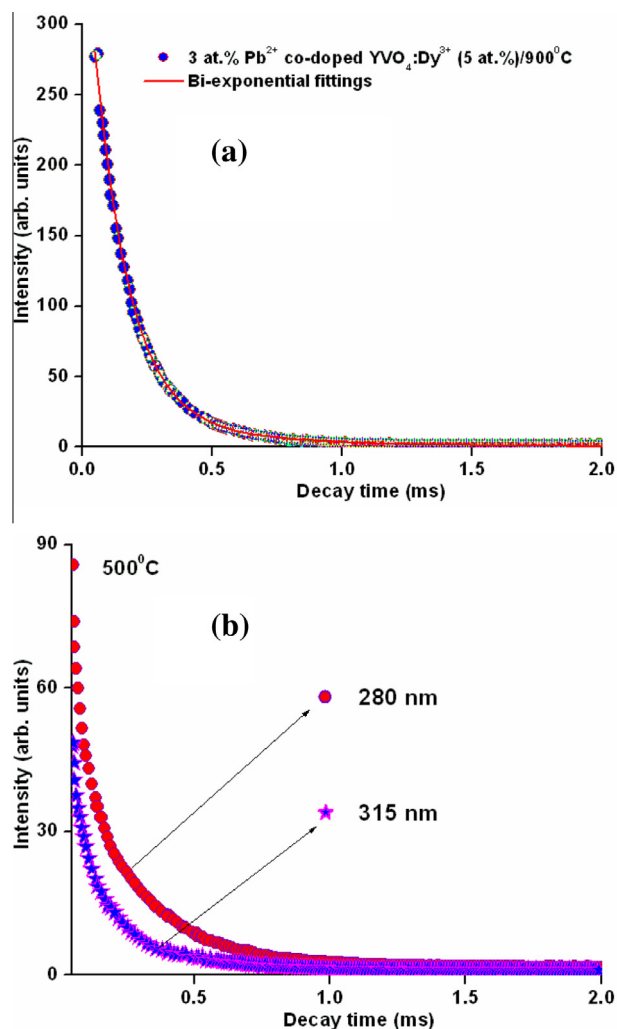 300
250
200
150
100
50
0
Intensity (arb. units)
3 at.% Pb²⁺ co-doped YVO₄:Dy³⁺ (5 at.%)/900⁰C
Bi-exponential fittings
(a)
0.0 0.5 1.0 1.5 2.0
Decay time (ms)
90
60
30
0
Intensity (arb. units)
500⁰C
(b)
280 nm
315 nm
0.5 1.0 1.5 2.0
Decay time (ms)